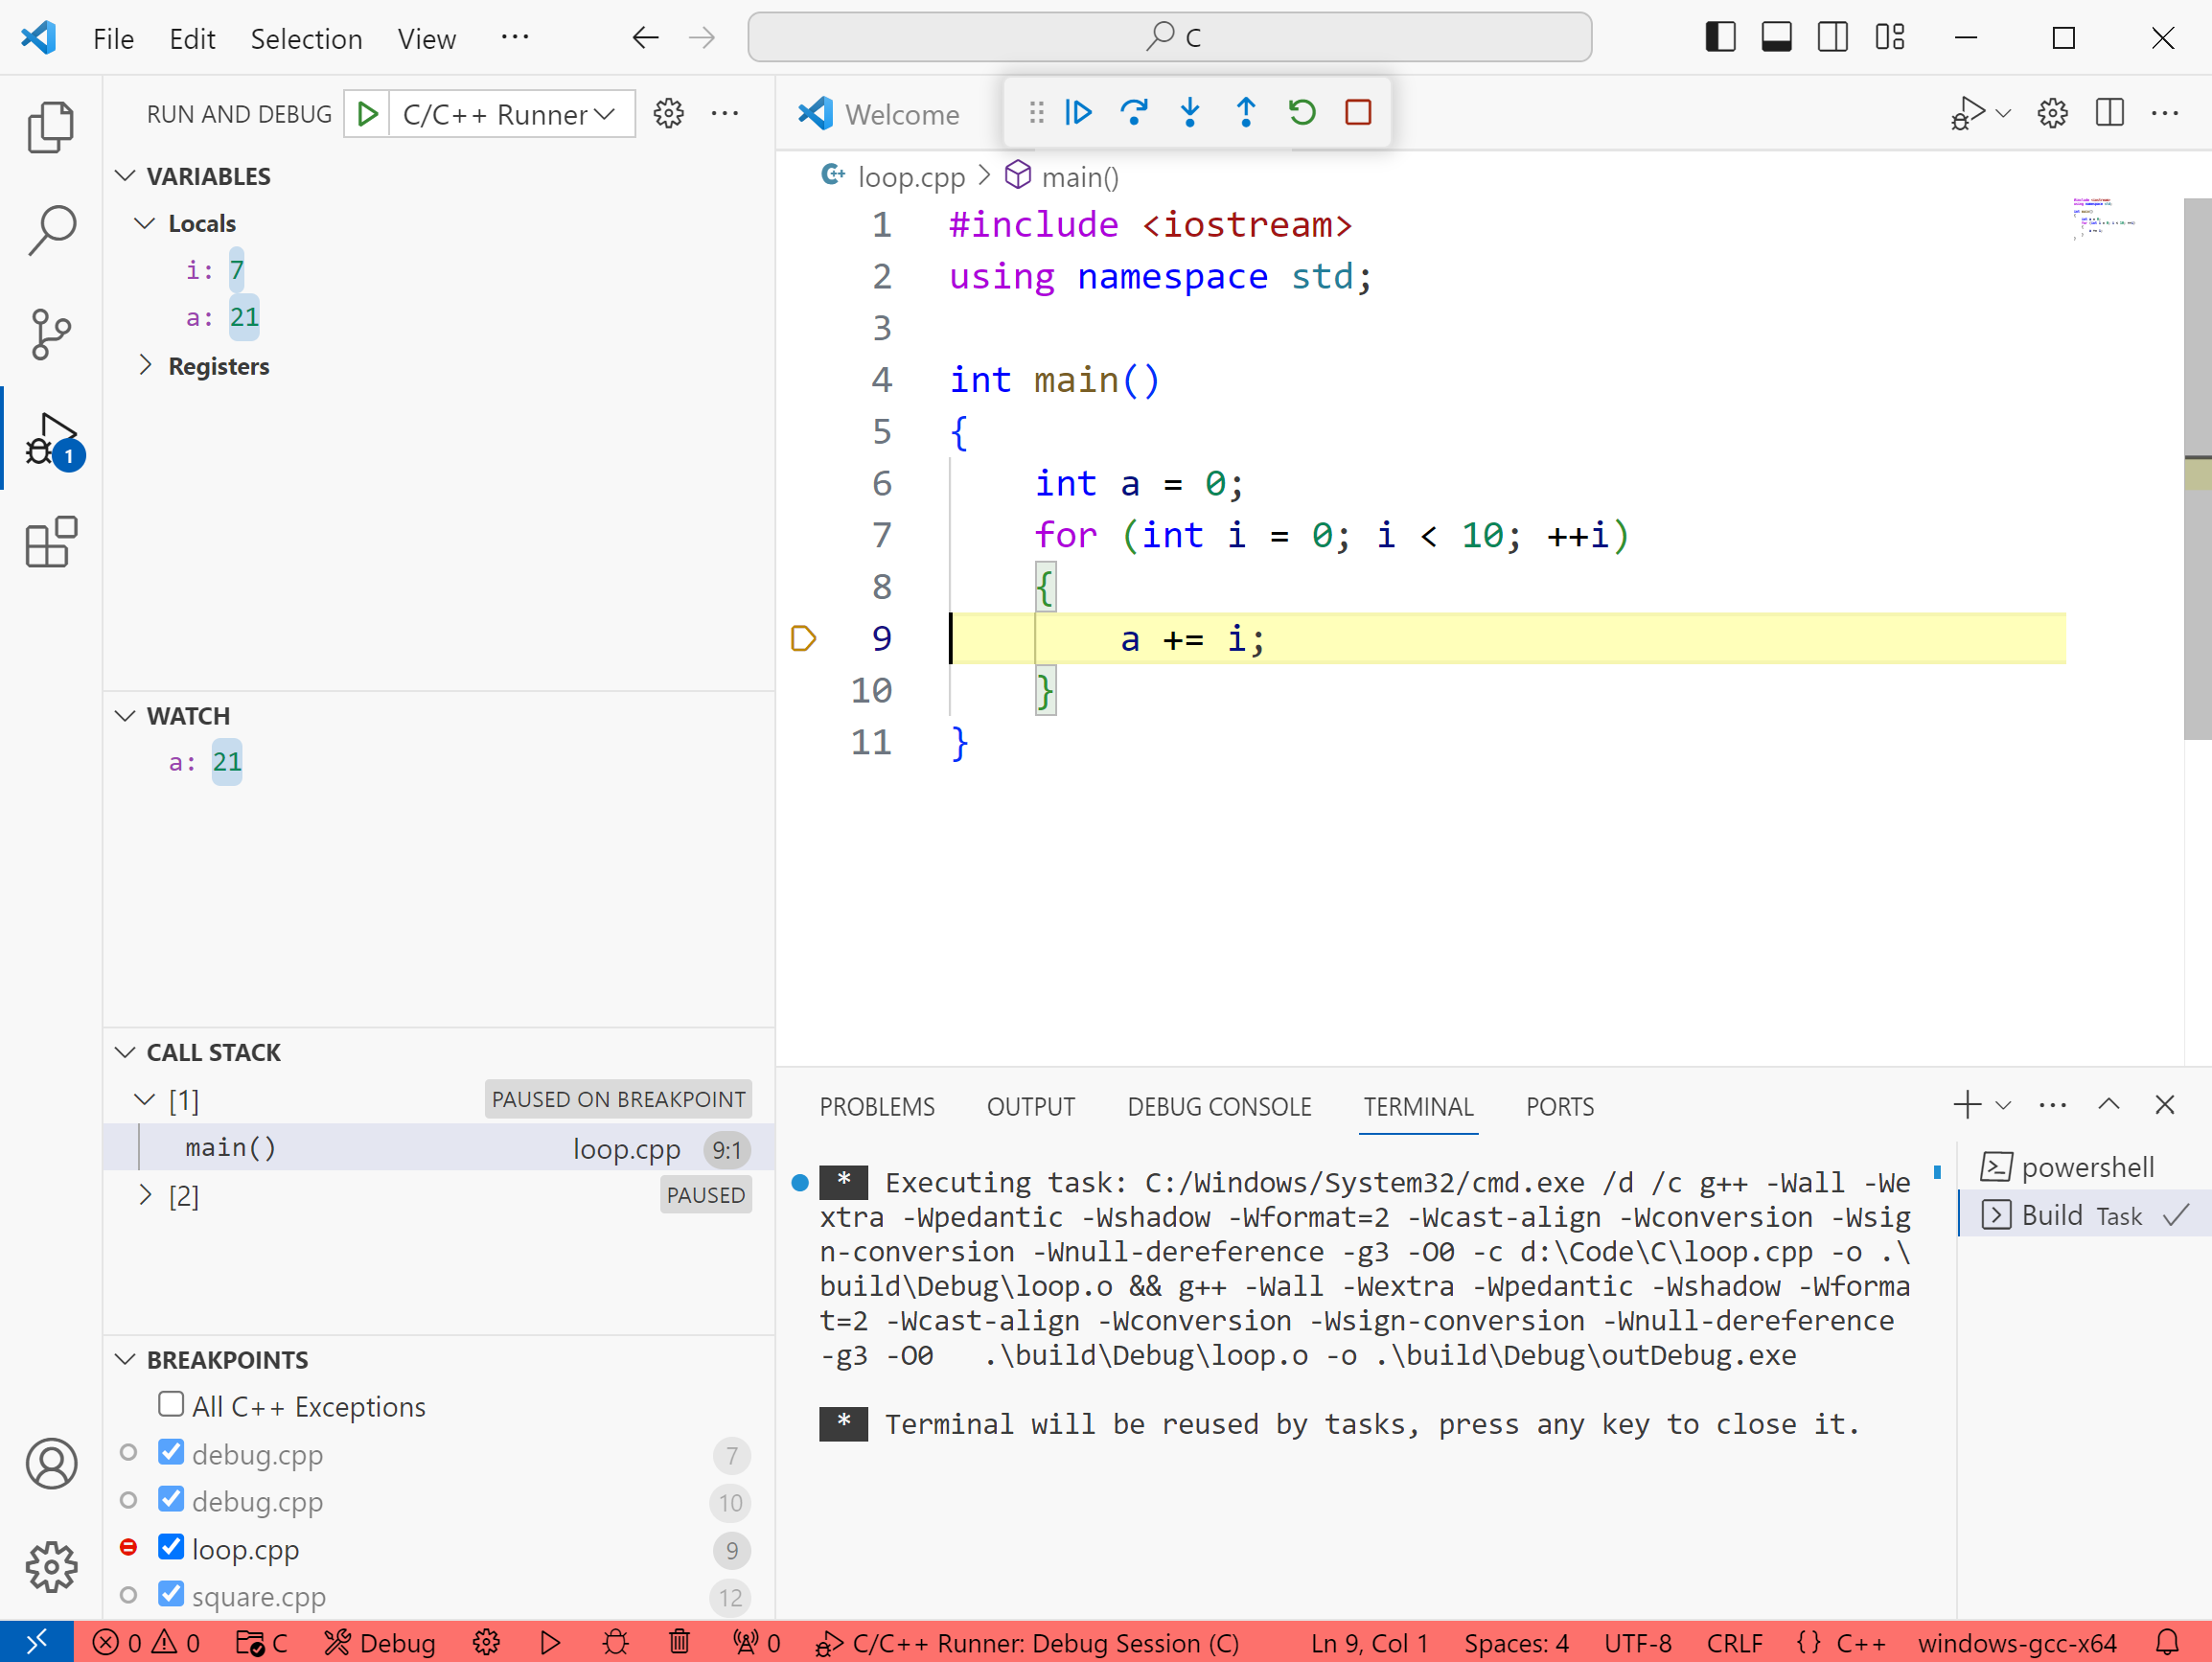 File Edit Selection View ··· C
RUN AND DEBUG C/C++ Runner
VARIABLES
Locals
i: 7
a: 21
Registers
WATCH
a: 21
CALL STACK
[1] PAUSED ON BREAKPOINT
main() loop.cpp 9:1
[2] PAUSED
BREAKPOINTS
All C++ Exceptions
debug.cpp 7
debug.cpp 10
loop.cpp 9
square.cpp 12
1
Welcome
loop.cpp > main()
1 #include <iostream>
2 using namespace std;
3
4 int main()
5 {
6 int a = 0;
7 for (int i = 0; i < 10; ++i)
8 {
9 a += i;
10 }
11 }
PROBLEMS OUTPUT DEBUG CONSOLE TERMINAL PORTS
* Executing task: C:/Windows/System32/cmd.exe /d /c g++ -Wall -We
xtra -Wpedantic -Wshadow -Wformat=2 -Wcast-align -Wconversion -Wsig
n-conversion -Wnull-dereference -g3 -O0 -c d:\Code\C\loop.cpp -o .\
build\Debug\loop.o && g++ -Wall -Wextra -Wpedantic -Wshadow -Wforma
t=2 -Wcast-align -Wconversion -Wsign-conversion -Wnull-dereference
-g3 -O0 .\build\Debug\loop.o -o .\build\Debug\outDebug.exe
* Terminal will be reused by tasks, press any key to close it.
powershell
Build Task
0 0 C Debug 0 C/C++ Runner: Debug Session (C) Ln 9, Col 1 Spaces: 4 UTF-8 CRLF {} C++ windows-gcc-x64